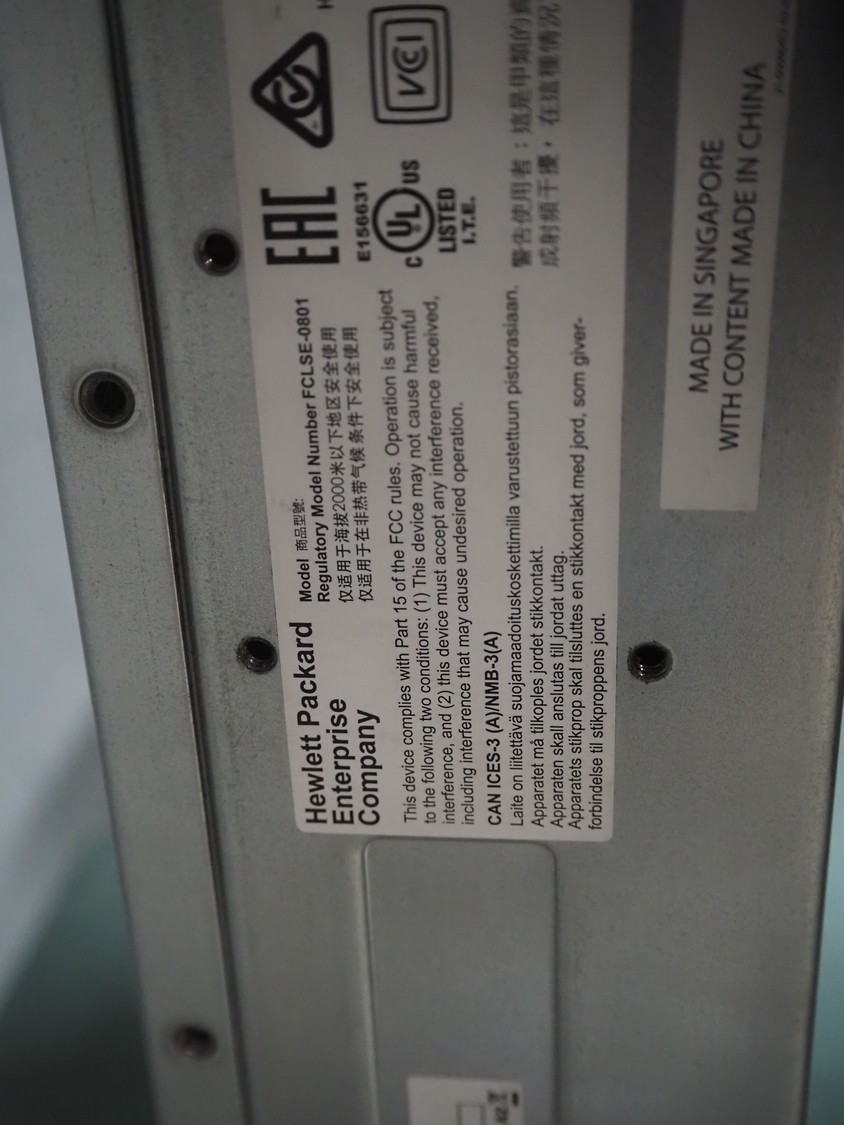 Hewlett Packard
Enterprise
Company
Model 商品型號:
Regulatory Model Number FCLSE-0801
仅适用于海拔2000米以下地区安全使用
仅适用于在非热带气候条件下安全使用
This device complies with Part 15 of the FCC rules. Operation is subject
to the following two conditions: (1) This device may not cause harmful
interference, and (2) this device must accept any interference received,
including interference that may cause undesired operation.
CAN ICES-3 (A)/NMB-3(A)
Laite on liitettävä suojamaadoituskoskettimilla varustettuun pistorasiaan.
Apparatet må tilkoples jordet stikkontakt.
Apparaten skall anslutas till jordat uttag.
Apparatets stikprop skal tilsluttes en stikkontakt med jord, som giver-
forbindelse til stikproppens jord.
EAC
E156631
C UL US
LISTED
I.T.E.
VCI
警告使用者：這是甲類的
成射頻干擾，在這種情況
MADE IN SINGAPORE
WITH CONTENT MADE IN CHINA